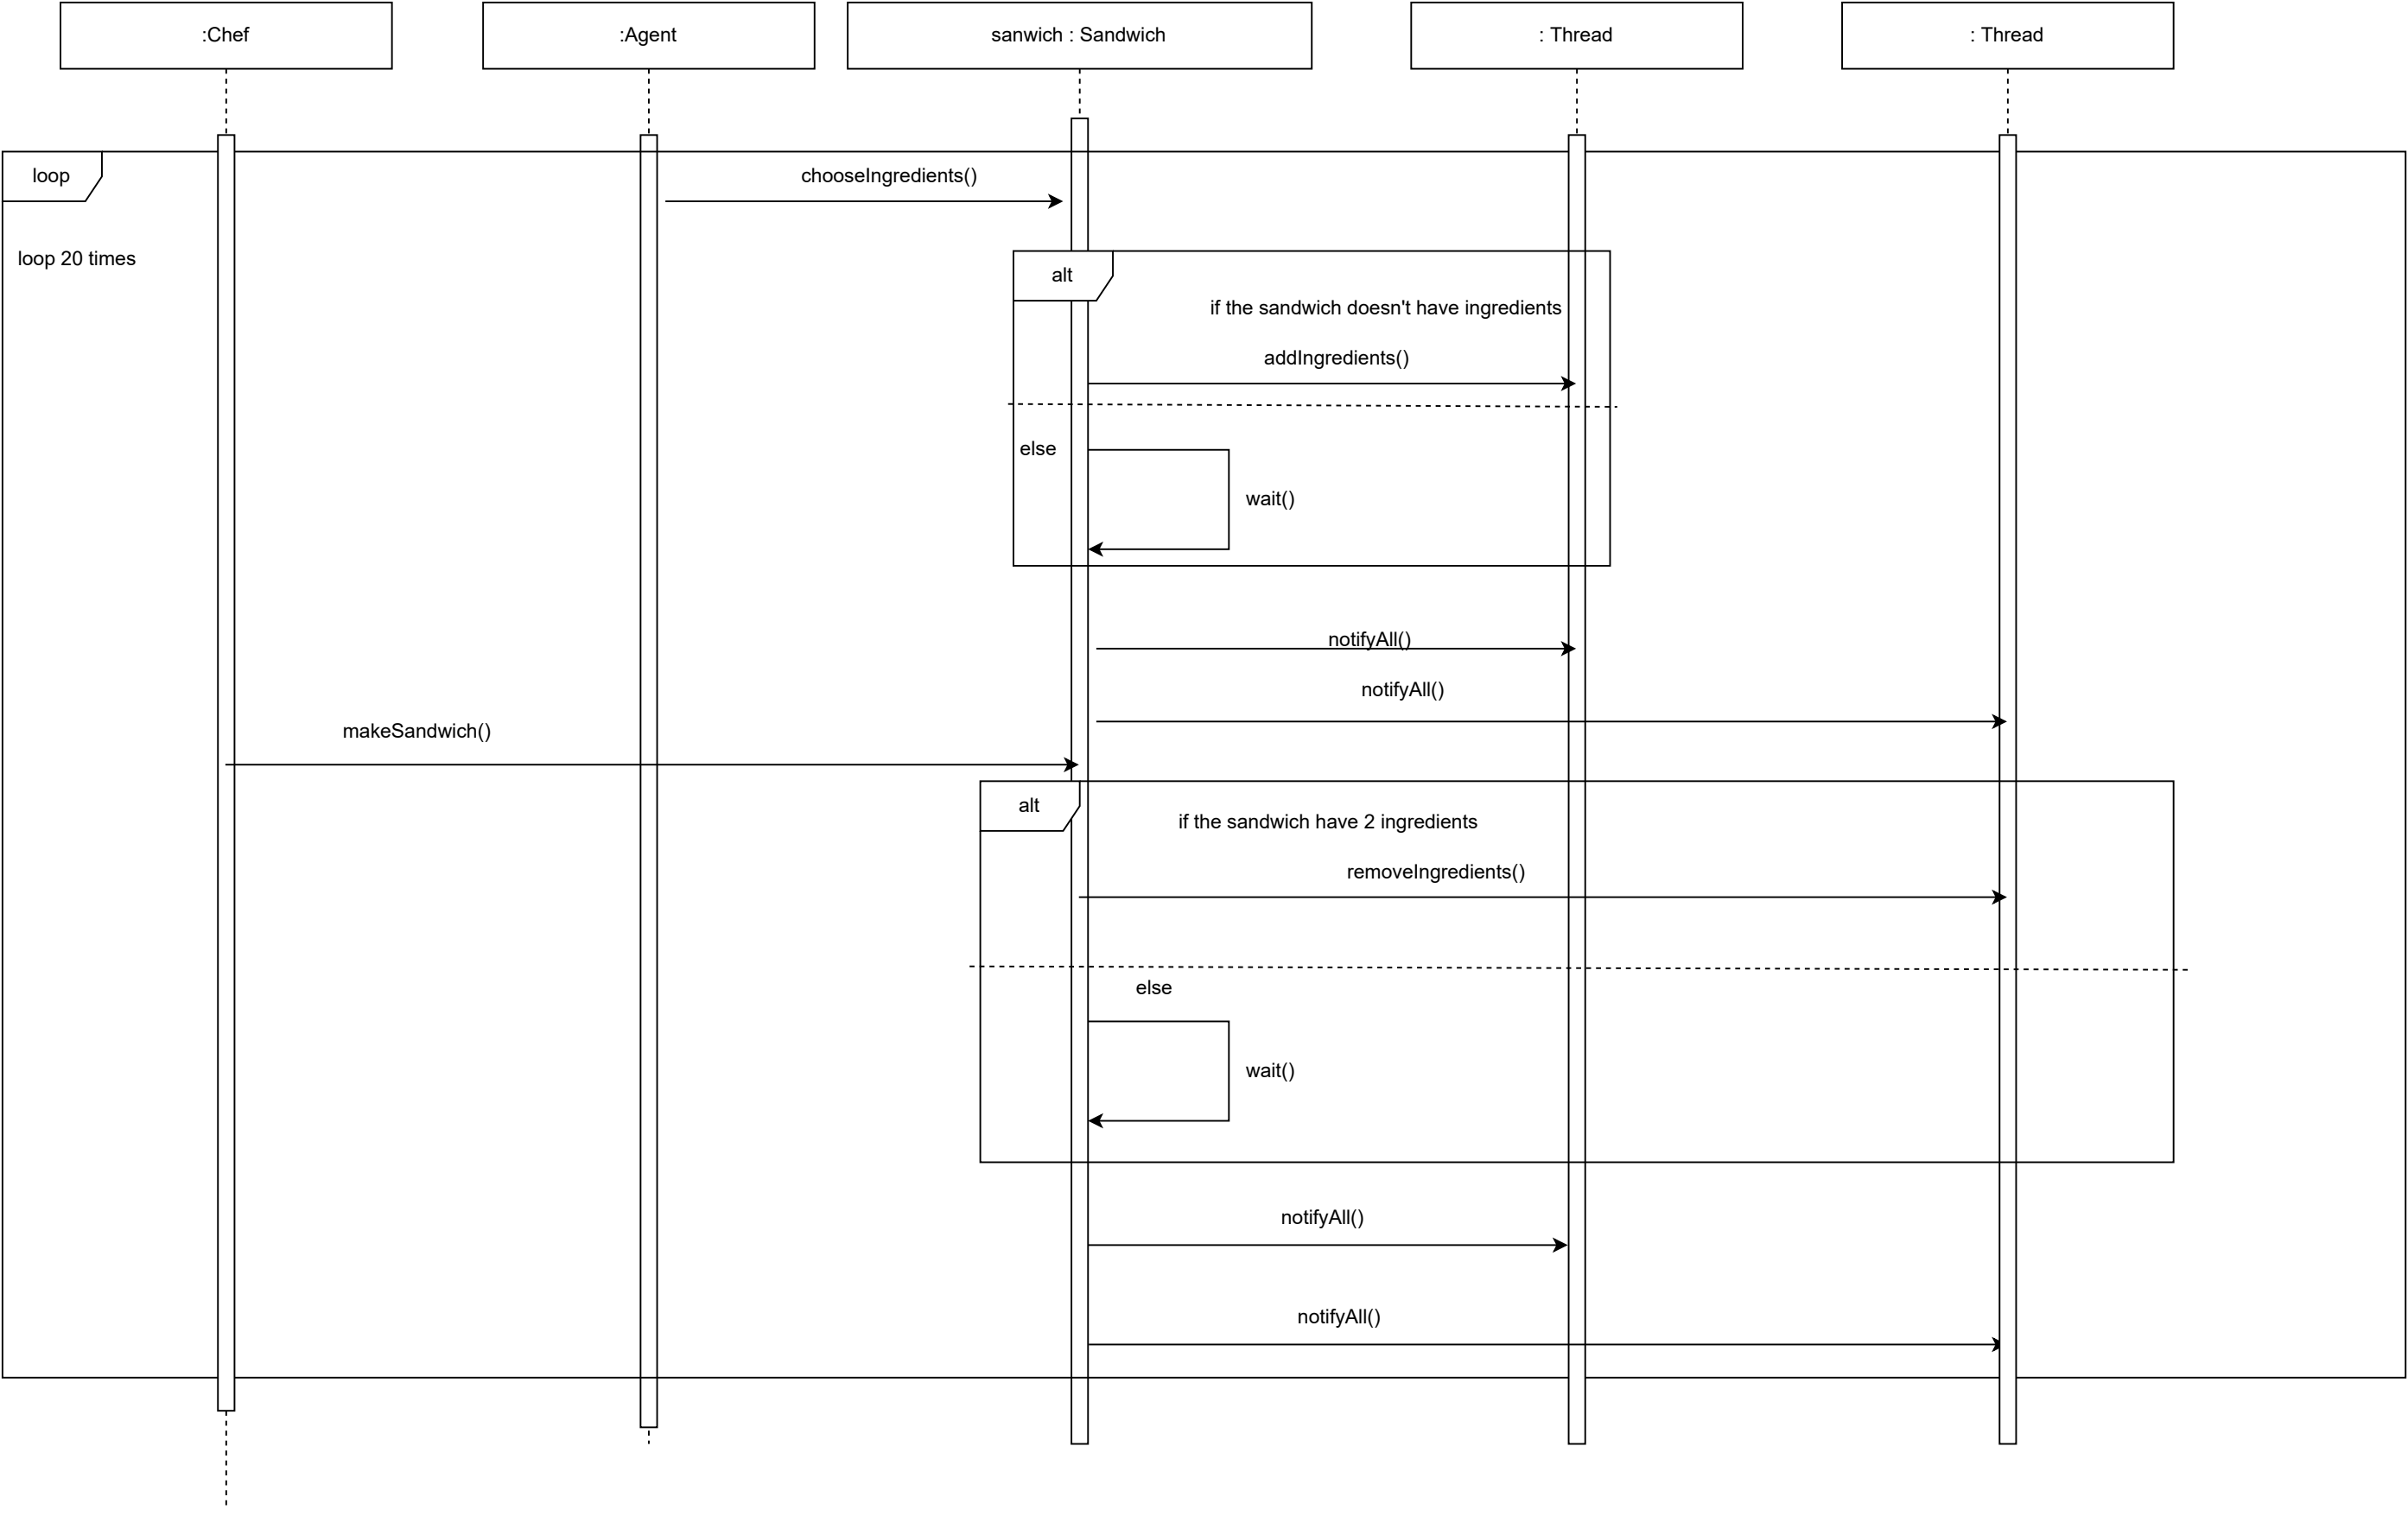 :Chef
:Agent
sanwich : Sandwich
: Thread
: Thread
loop
chooseIngredients()
loop 20 times
alt
if the sandwich doesn't have ingredients
addIngredients()
else
wait()
notifyAll()
notifyAll()
makeSandwich()
alt
if the sandwich have 2 ingredients
removeIngredients()
else
wait()
notifyAll()
notifyAll()